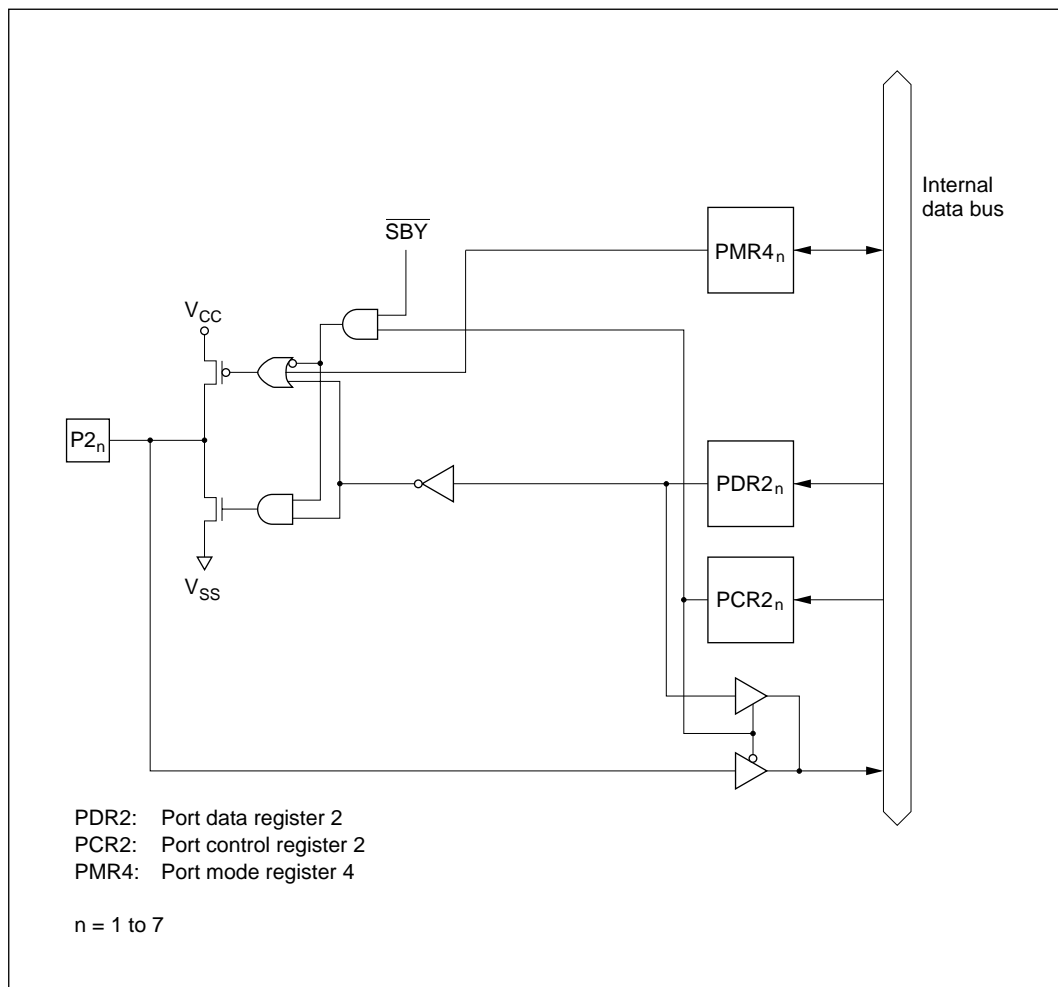 Internal
data bus
SBY
PMR4n
VCC
P2n
PDR2n
VSS
PCR2n
PDR2: Port data register 2
PCR2: Port control register 2
PMR4: Port mode register 4
n = 1 to 7